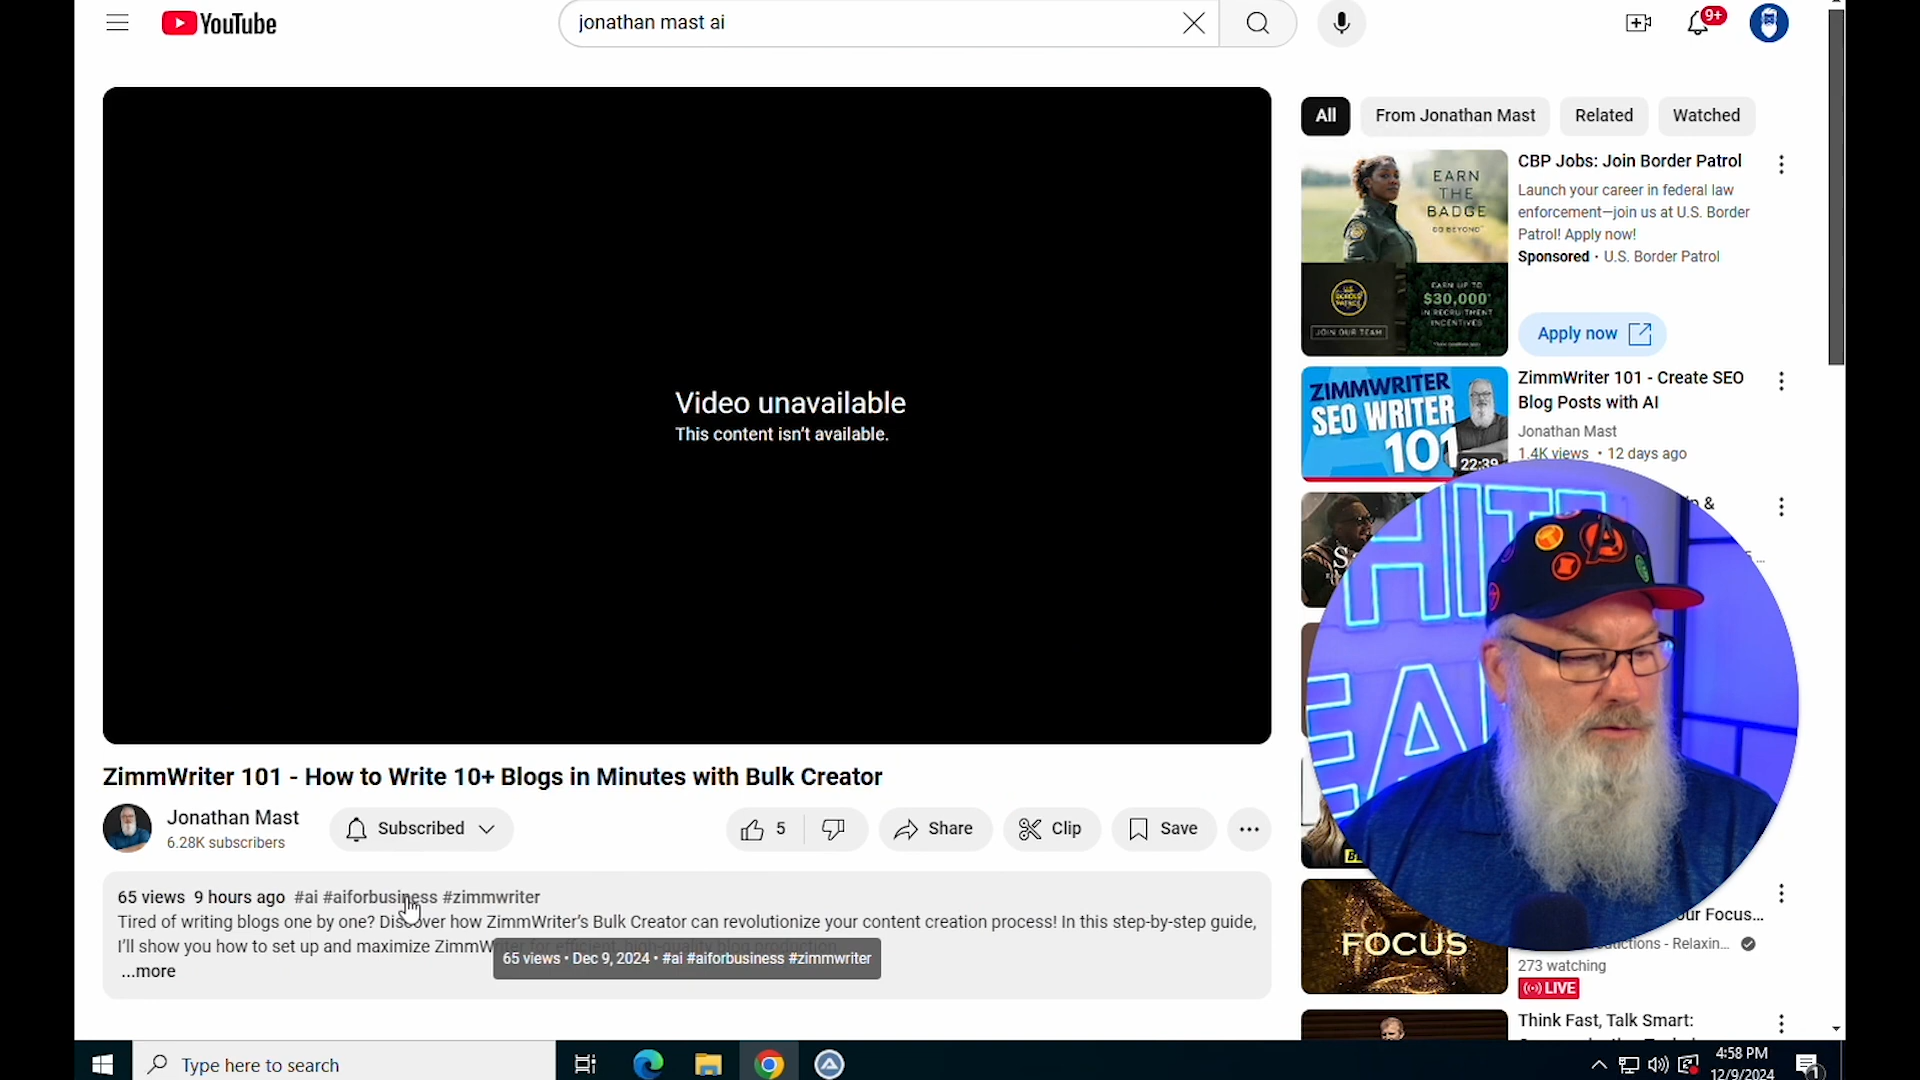 YouTube
jonathan mast ai
9+
Video unavailable
This content isn't available.
ZimmWriter 101 - How to Write 10+ Blogs in Minutes with Bulk Creator
Jonathan Mast
6.28K subscribers
Subscribed
5
Share
Clip
Save
65 views 9 hours ago #ai #aiforbusiness #zimmwriter
Tired of writing blogs one by one? Discover how ZimmWriter's Bulk Creator can revolutionize your content creation process! In this step-by-step guide,
I'll show you how to set up and maximize ZimmWriter for efficient, high-quality blog production
...more
65 views • Dec 9, 2024 • #ai #aiforbusiness #zimmwriter
All
From Jonathan Mast
Related
Watched
EARN
THE
BADGE
GO BEYOND
EARN UP TO
$30,000*
IN RECRUITMENT
INCENTIVES
JOIN OUR TEAM
CBP Jobs: Join Border Patrol
Launch your career in federal law
enforcement—join us at U.S. Border
Patrol! Apply now!
Sponsored · U.S. Border Patrol
Apply now
ZIMMWRITER
SEO WRITER
101
22:39
ZimmWriter 101 - Create SEO
Blog Posts with AI
Jonathan Mast
1.4K views • 12 days ago
&
HIT
EA
FOCUS
ur Focus...
ductions - Relaxin...
273 watching
LIVE
Think Fast, Talk Smart:
Type here to search
4:58 PM
12/9/2024
1